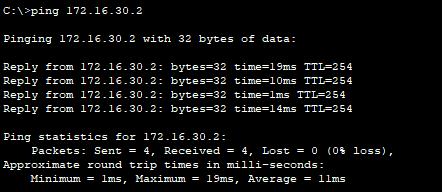 C:\>ping 172.16.30.2
Pinging 172.16.30.2 with 32 bytes of data:
Reply from 172.16.30.2: bytes=32 time=19ms TTL=254
Reply from 172.16.30.2: bytes=32 time=10ms TTL=254
Reply from 172.16.30.2: bytes=32 time=1ms TTL=254
Reply from 172.16.30.2: bytes=32 time=14ms TTL=254
Ping statistics for 172.16.30.2:
Packets: Sent = 4, Received = 4, Lost = 0 (0% loss),
Approximate round trip times in milli-seconds:
Minimum = 1ms, Maximum = 19ms, Average = 11ms